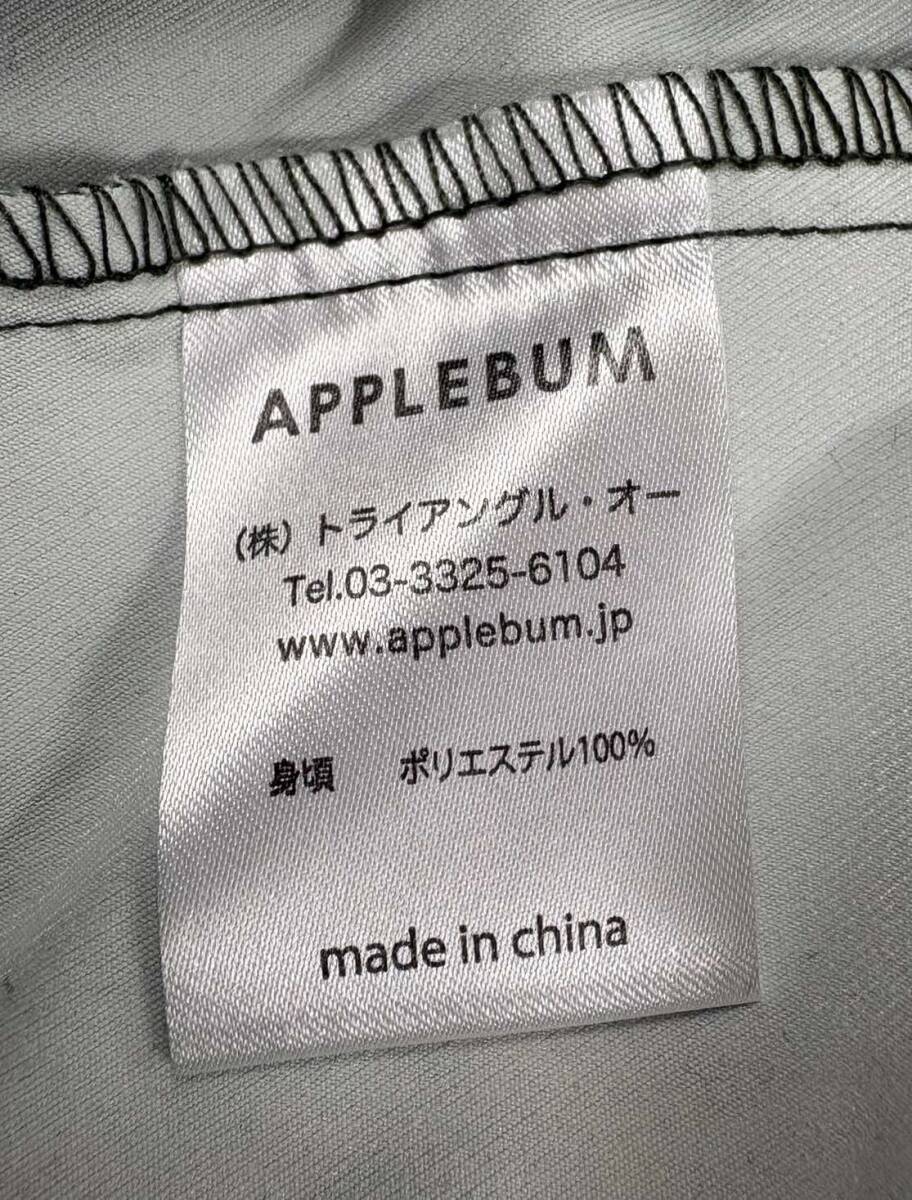 APPLEBUM
(株)トライアングル・オー
Tel.03-3325-6104
www.applebum.jp
身頃 ポリエステル100%
made in china